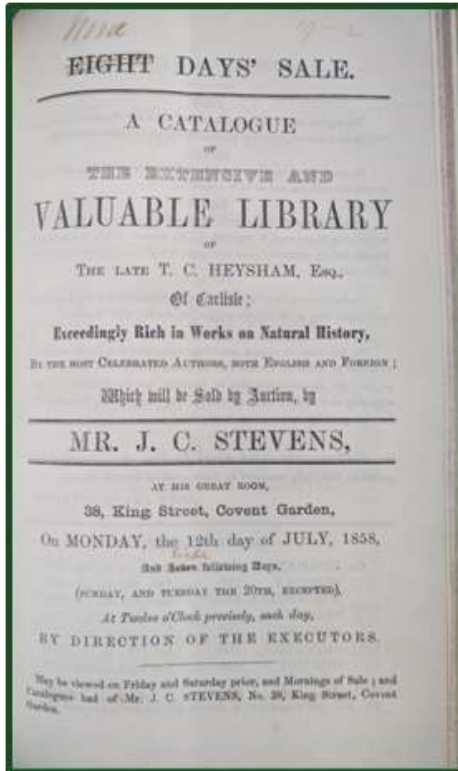 Nine
EIGHT DAYS' SALE.
A CATALOGUE
OF
THE EXTENSIVE AND
VALUABLE LIBRARY
OF
THE LATE T. C. HEYSHAM, ESQ.,
Of Carlisle;
Exceedingly Rich in Works on Natural History,
BY THE MOST CELEBRATED AUTHORS, BOTH ENGLISH AND FOREIGN;
Which will be Sold by Auction, by
MR. J. C. STEVENS,
AT HIS GREAT ROOM,
38, King Street, Covent Garden,
On MONDAY, the 12th day of JULY, 1858,
And Seven following Days,
(SUNDAY, AND TUESDAY THE 20TH, EXCEPTED),
At Twelve o'Clock precisely, each day,
BY DIRECTION OF THE EXECUTORS.
May be viewed on Friday and Saturday prior, and Mornings of Sale; and
Catalogues had of Mr. J. C. STEVENS, No. 38, King Street, Covent
Garden.